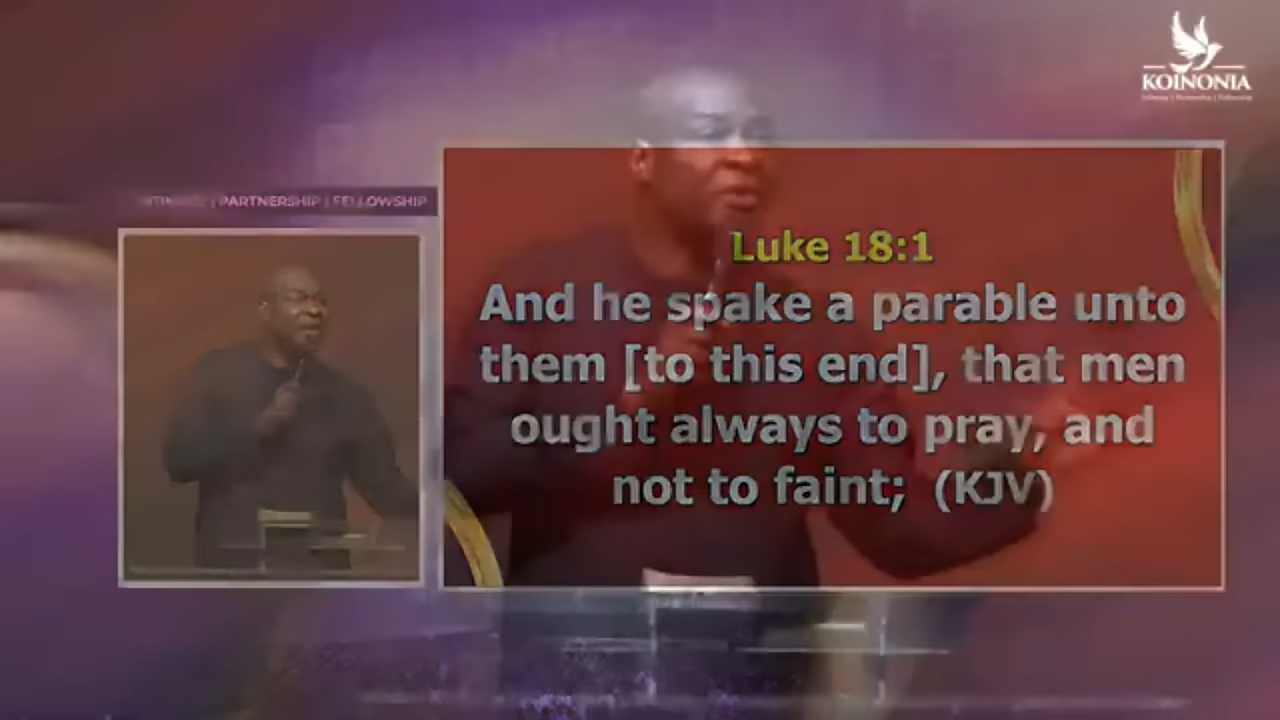 KOINONIA
PARTNERSHIP | FELLOWSHIP
Luke 18:1
And he spake a parable unto
them [to this end], that men
ought always to pray, and
not to faint; (KJV)